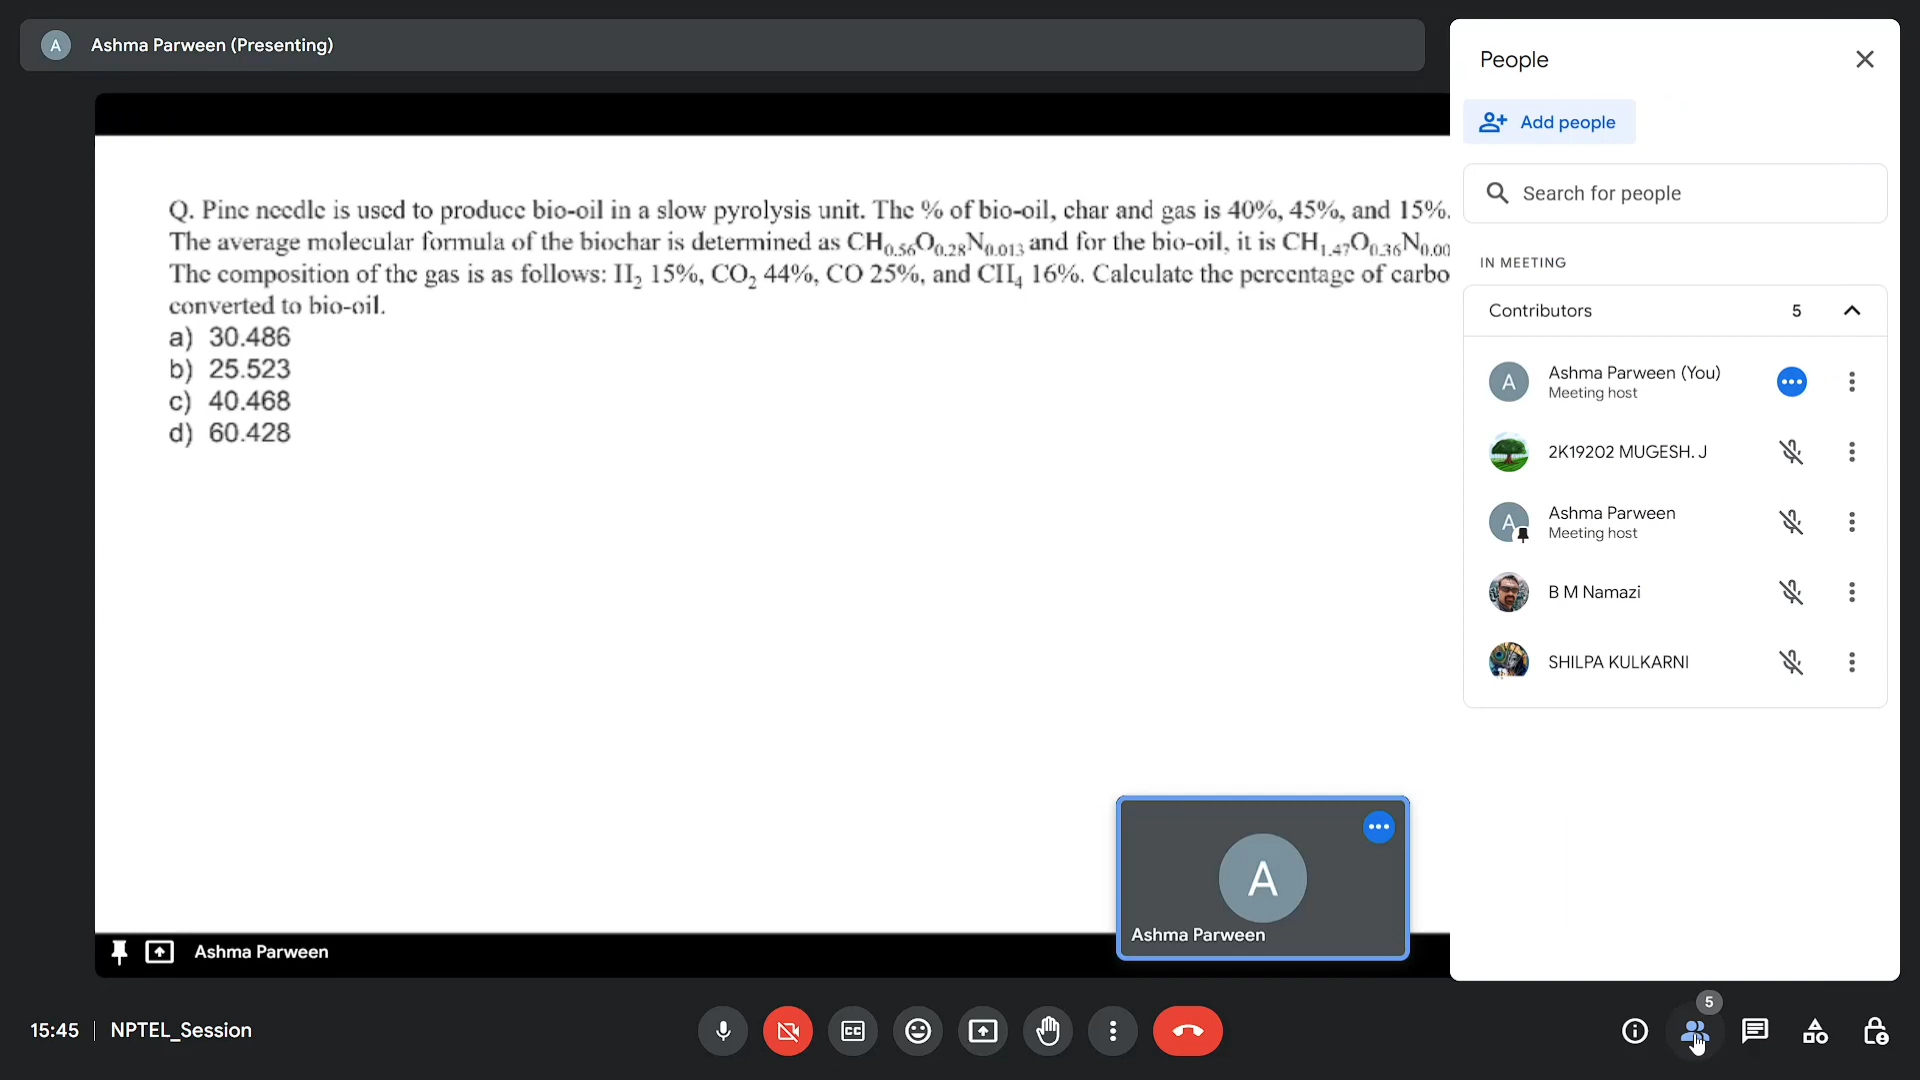 A Ashma Parween (Presenting)
Q. Pine needle is used to produce bio-oil in a slow pyrolysis unit. The % of bio-oil, char and gas is 40%, 45%, and 15%.
The average molecular formula of the biochar is determined as CH0.56O0.28N0.013 and for the bio-oil, it is CH1.47O0.36N0.00
The composition of the gas is as follows: H2 15%, CO2 44%, CO 25%, and CH4 16%. Calculate the percentage of carbo
converted to bio-oil.
a) 30.486
b) 25.523
c) 40.468
d) 60.428
A
Ashma Parween
Ashma Parween
People
Add people
Search for people
IN MEETING
Contributors 5
A Ashma Parween (You)
Meeting host
2K19202 MUGESH. J
A Ashma Parween
Meeting host
B M Namazi
SHILPA KULKARNI
15:45 | NPTEL_Session
CC
5